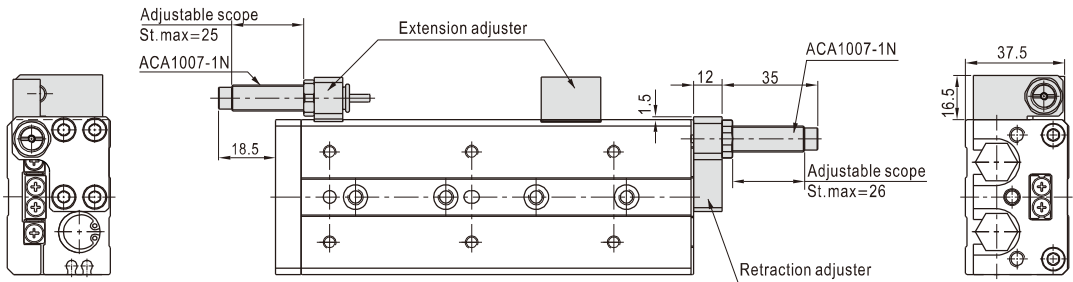 Adjustable scope
St.max=25
ACA1007-1N
Extension adjuster
ACA1007-1N
12
35
1.5
37.5
16.5
18.5
Adjustable scope
St.max=26
Retraction adjuster